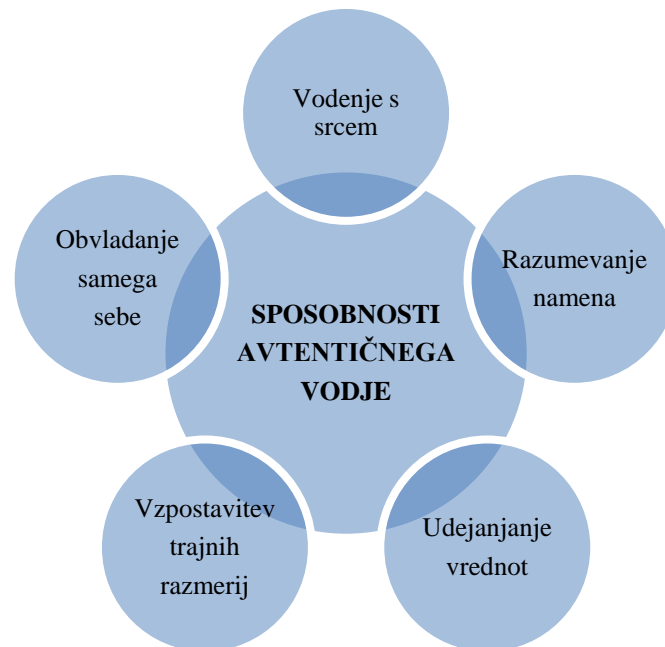 Vodenje s
srcem
Obvladanje
samega
sebe
Razumevanje
namena
SPOSOBNOSTI
AVTENTIČNEGA
VODJE
Vzpostavitev
trajnih
razmerij
Udejanjanje
vrednot